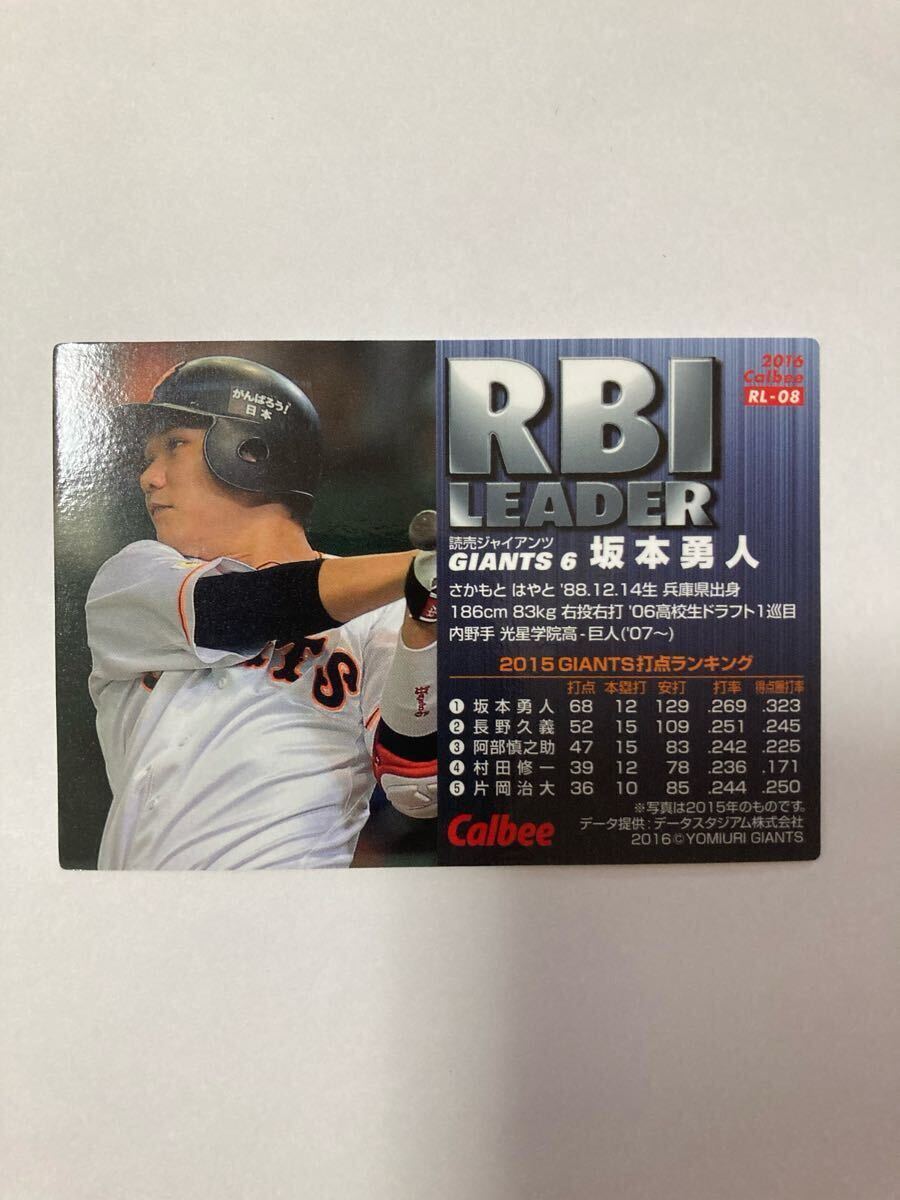 がんばろう!
日本
2016
Calbee
RL-08
RBI
LEADER
読売ジャイアンツ
GIANTS 6 坂本勇人
さかもと はやと '88.12.14生 兵庫県出身
186cm 83kg 右投右打 '06高校生ドラフト1巡目
内野手 光星学院高-巨人('07〜)
2015 GIANTS打点ランキング
打点 本塁打 安打 打率 得点圏打率
1 坂本勇人 68 12 129 .269 .323
2 長野久義 52 15 109 .251 .245
3 阿部慎之助 47 15 83 .242 .225
4 村田修一 39 12 78 .236 .171
5 片岡治大 36 10 85 .244 .250
※写真は2015年のものです。
データ提供:データスタジアム株式会社
Calbee
2016©YOMIURI GIANTS